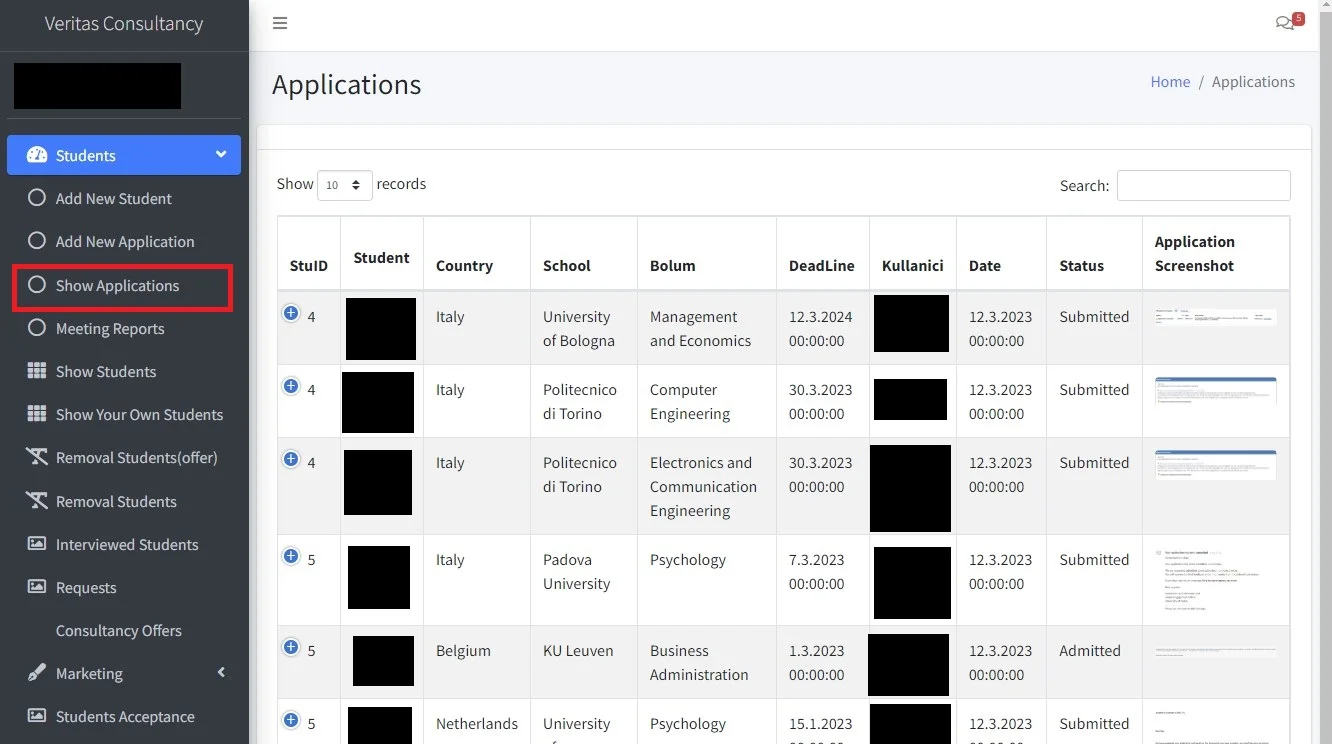 Veritas Consultancy
5
Applications
Home / Applications
Students
Add New Student
Add New Application
Show Applications
Meeting Reports
Show Students
Show Your Own Students
Removal Students(offer)
Removal Students
Interviewed Students
Requests
Consultancy Offers
Marketing
Students Acceptance
Show 10 records
Search:
StuID Student Country School Bolum DeadLine Kullanici Date Status Application
Screenshot
4 Italy University Management 12.3.2024 12.3.2023 Submitted
of Bologna and Economics 00:00:00 00:00:00
4 Italy Politecnico Computer 30.3.2023 12.3.2023 Submitted
di Torino Engineering 00:00:00 00:00:00
4 Italy Politecnico Electronics and 30.3.2023 12.3.2023 Submitted
di Torino Communication 00:00:00 00:00:00
Engineering
5 Italy Padova Psychology 7.3.2023 12.3.2023 Submitted
University 00:00:00 00:00:00
5 Belgium KU Leuven Business 1.3.2023 12.3.2023 Admitted
Administration 00:00:00 00:00:00
5 Netherlands University Psychology 15.1.2023 12.3.2023 Submitted